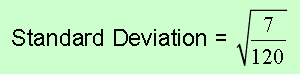 Standard Deviation = √(7/120)